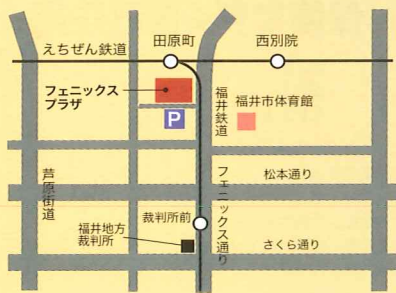 田原町
西別院
えちぜん鉄道
フェニックス
プラザ
P
福井鉄道
福井市体育館
芦原街道
フェニックス通り
松本通り
裁判所前
福井地方
裁判所
さくら通り